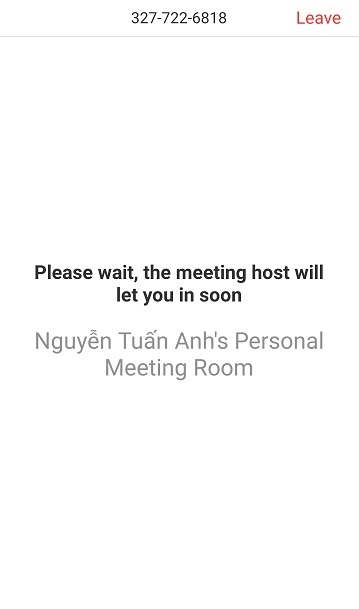 327-722-6818
Leave
Please wait, the meeting host will
let you in soon
Nguyễn Tuấn Anh's Personal
Meeting Room